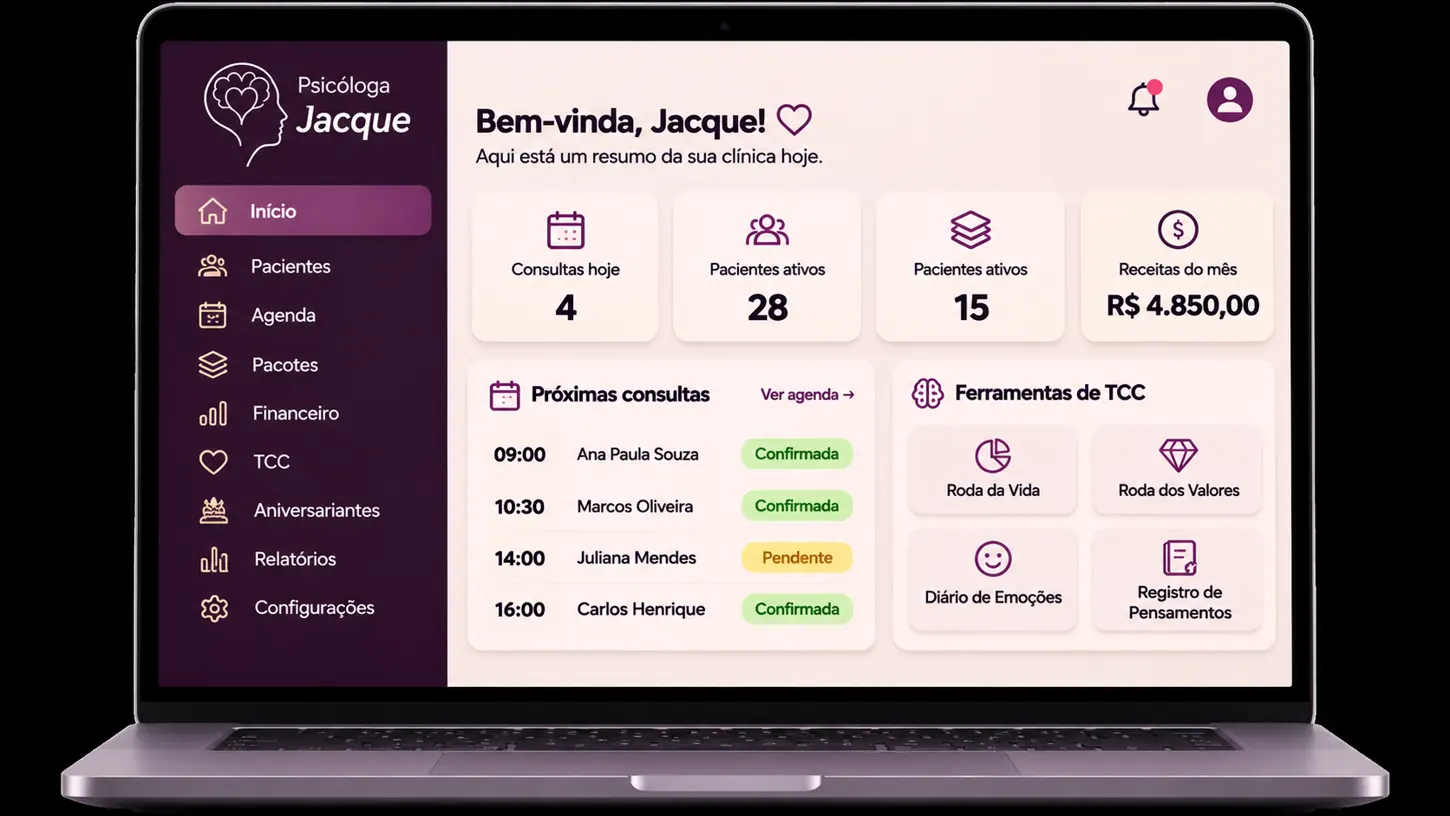 Psicóloga
Jacque
Início
Pacientes
Agenda
Pacotes
Financeiro
TCC
Aniversariantes
Relatórios
Configurações
Bem-vinda, Jacque!
Aqui está um resumo da sua clínica hoje.
Consultas hoje
4
Pacientes ativos
28
Pacientes ativos
15
$
Receitas do mês
R$ 4.850,00
Próximas consultas
Ver agenda →
09:00 Ana Paula Souza Confirmada
10:30 Marcos Oliveira Confirmada
14:00 Juliana Mendes Pendente
16:00 Carlos Henrique Confirmada
Ferramentas de TCC
Roda da Vida
Roda dos Valores
Diário de Emoções
Registro de
Pensamentos